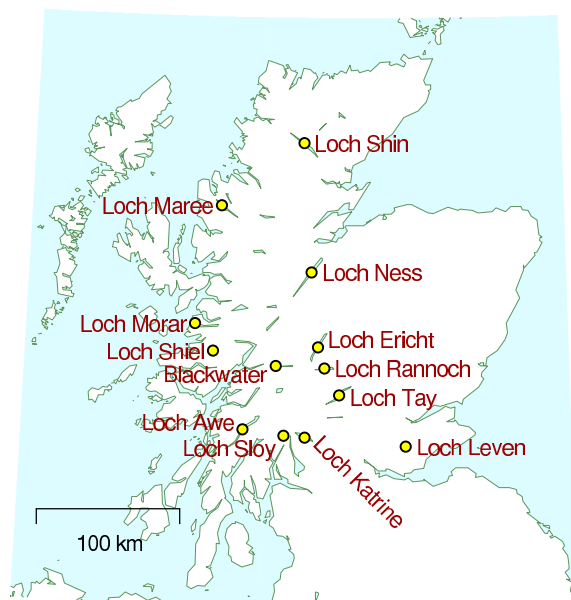 Loch Shin
Loch Maree
Loch Ness
Loch Morar
Loch Ericht
Loch Shiel
Loch Rannoch
Blackwater
Loch Tay
Loch Awe
Loch Sloy
Loch Leven
Loch Katrine
100 km